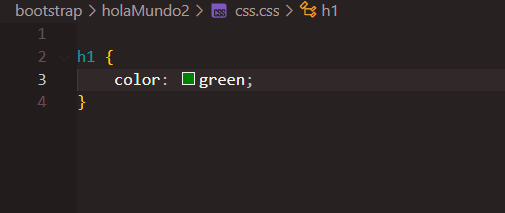 bootstrap > holaMundo2 > css.css > h1
1
2 h1 {
3 color: green;
4 }